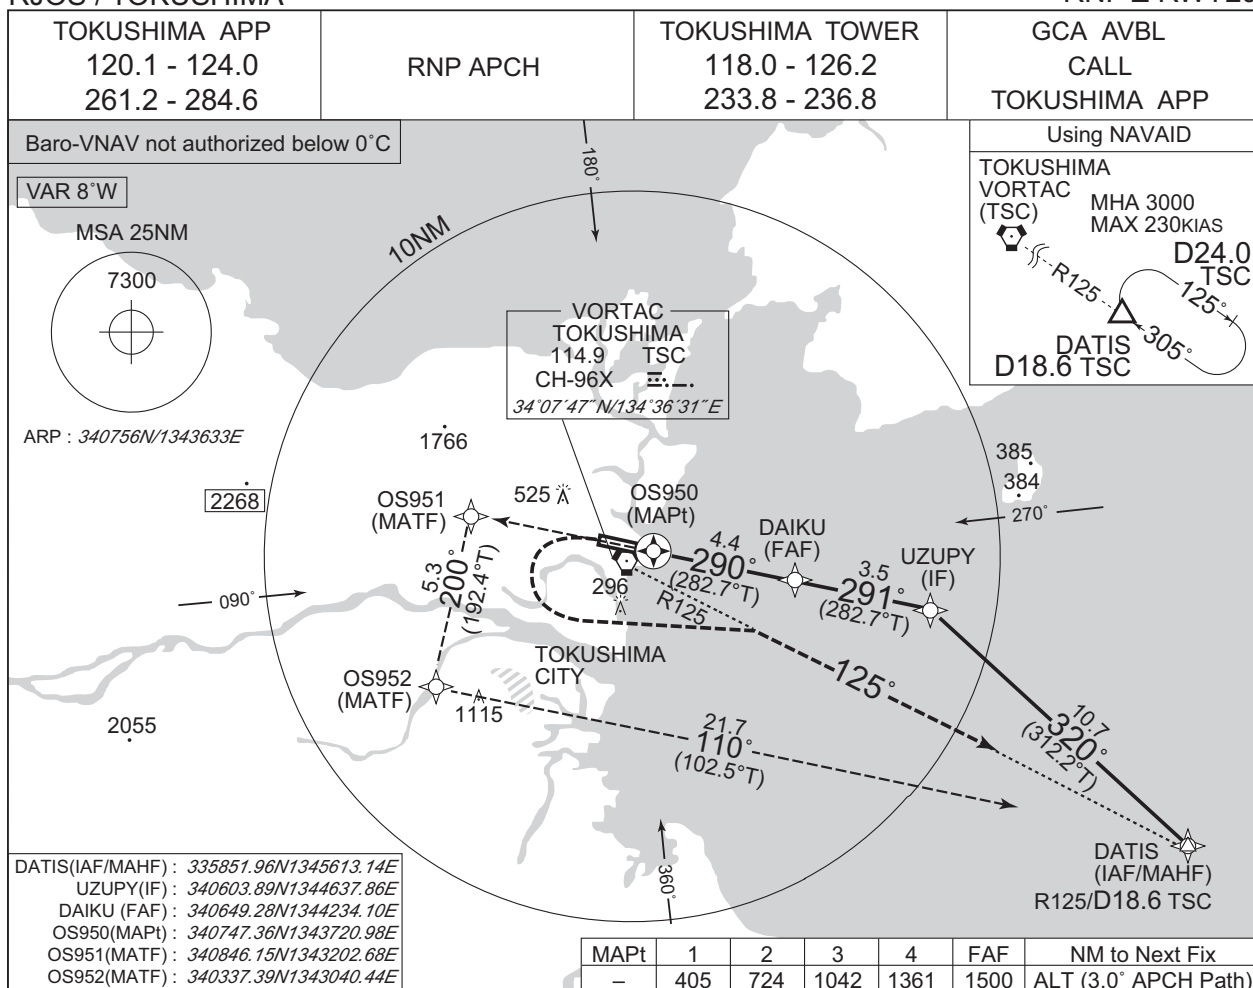 RJOS / TOKUSHIMA
RNP Z RWY29
TOKUSHIMA APP
120.1 - 124.0
261.2 - 284.6
RNP APCH
TOKUSHIMA TOWER
118.0 - 126.2
233.8 - 236.8
GCA AVBL
CALL
TOKUSHIMA APP
Baro-VNAV not authorized below 0˚C
VAR 8˚W
MSA 25NM
7300
ARP : 340756N/1343633E
180˚
10NM
Using NAVAID
TOKUSHIMA
VORTAC
(TSC)
MHA 3000
MAX 230KIAS
D24.0
TSC
R125
125˚
305˚
DATIS
D18.6 TSC
VORTAC
TOKUSHIMA
114.9 TSC
CH-96X
34˚07´47˝N/134˚36´31˝E
1766
2268
385
384
270˚
OS951
(MATF)
525
OS950
(MAPt)
DAIKU
(FAF)
UZUPY
(IF)
4.4
290˚
(282.7°T)
3.5
291˚
(282.7°T)
296
R125
090˚
5.3
200˚
(192.4°T)
TOKUSHIMA
CITY
OS952
(MATF)
1115
2055
125˚
21.7
110˚
(102.5°T)
10.7
320˚
(312.2°T)
360˚
DATIS
(IAF/MAHF)
R125/D18.6 TSC
DATIS(IAF/MAHF) : 335851.96N1345613.14E
UZUPY(IF) : 340603.89N1344637.86E
DAIKU (FAF) : 340649.28N1344234.10E
OS950(MAPt) : 340747.36N1343720.98E
OS951(MATF) : 340846.15N1343202.68E
OS952(MATF) : 340337.39N1343040.44E
MAPt 1 2 3 4 FAF NM to Next Fix
– 405 724 1042 1361 1500 ALT (3.0˚ APCH Path)